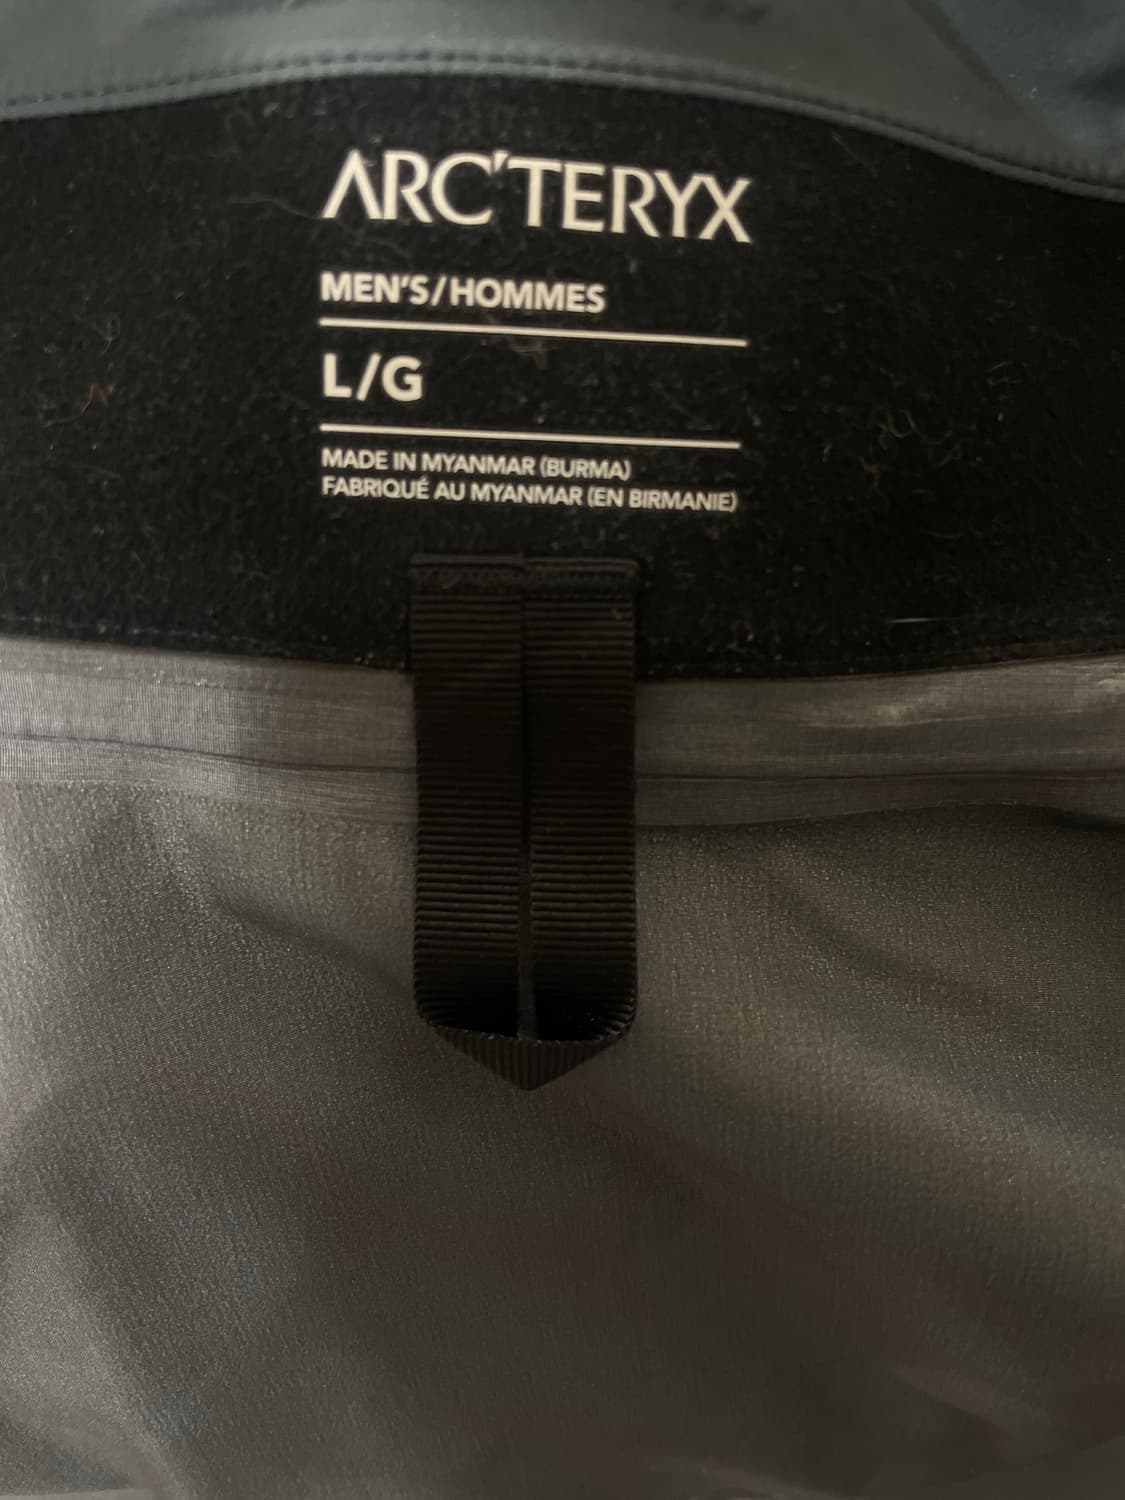 ARC'TERYX
MEN'S/HOMMES
L/G
MADE IN MYANMAR (BURMA)
FABRIQUÉ AU MYANMAR (EN BIRMANIE)